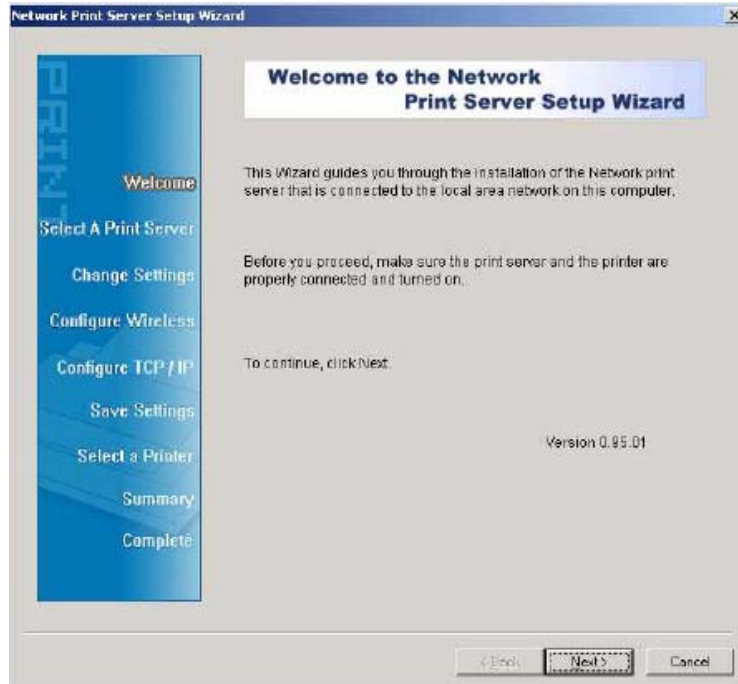 Network Print Server Setup Wizard
PRINT
Welcome to the Network
Print Server Setup Wizard
Welcome
Select A Print Server
Change Settings
Configure Wireless
Configure TCP / IP
Save Settings
Select a Printer
Summary
Complete
This Wizard guides you through the installation of the Network print
server that is connected to the local area network on this computer.
Before you proceed, make sure the print server and the printer are
properly connected and turned on.
To continue, click Next.
Version 0.95.01
< Back
Next >
Cancel